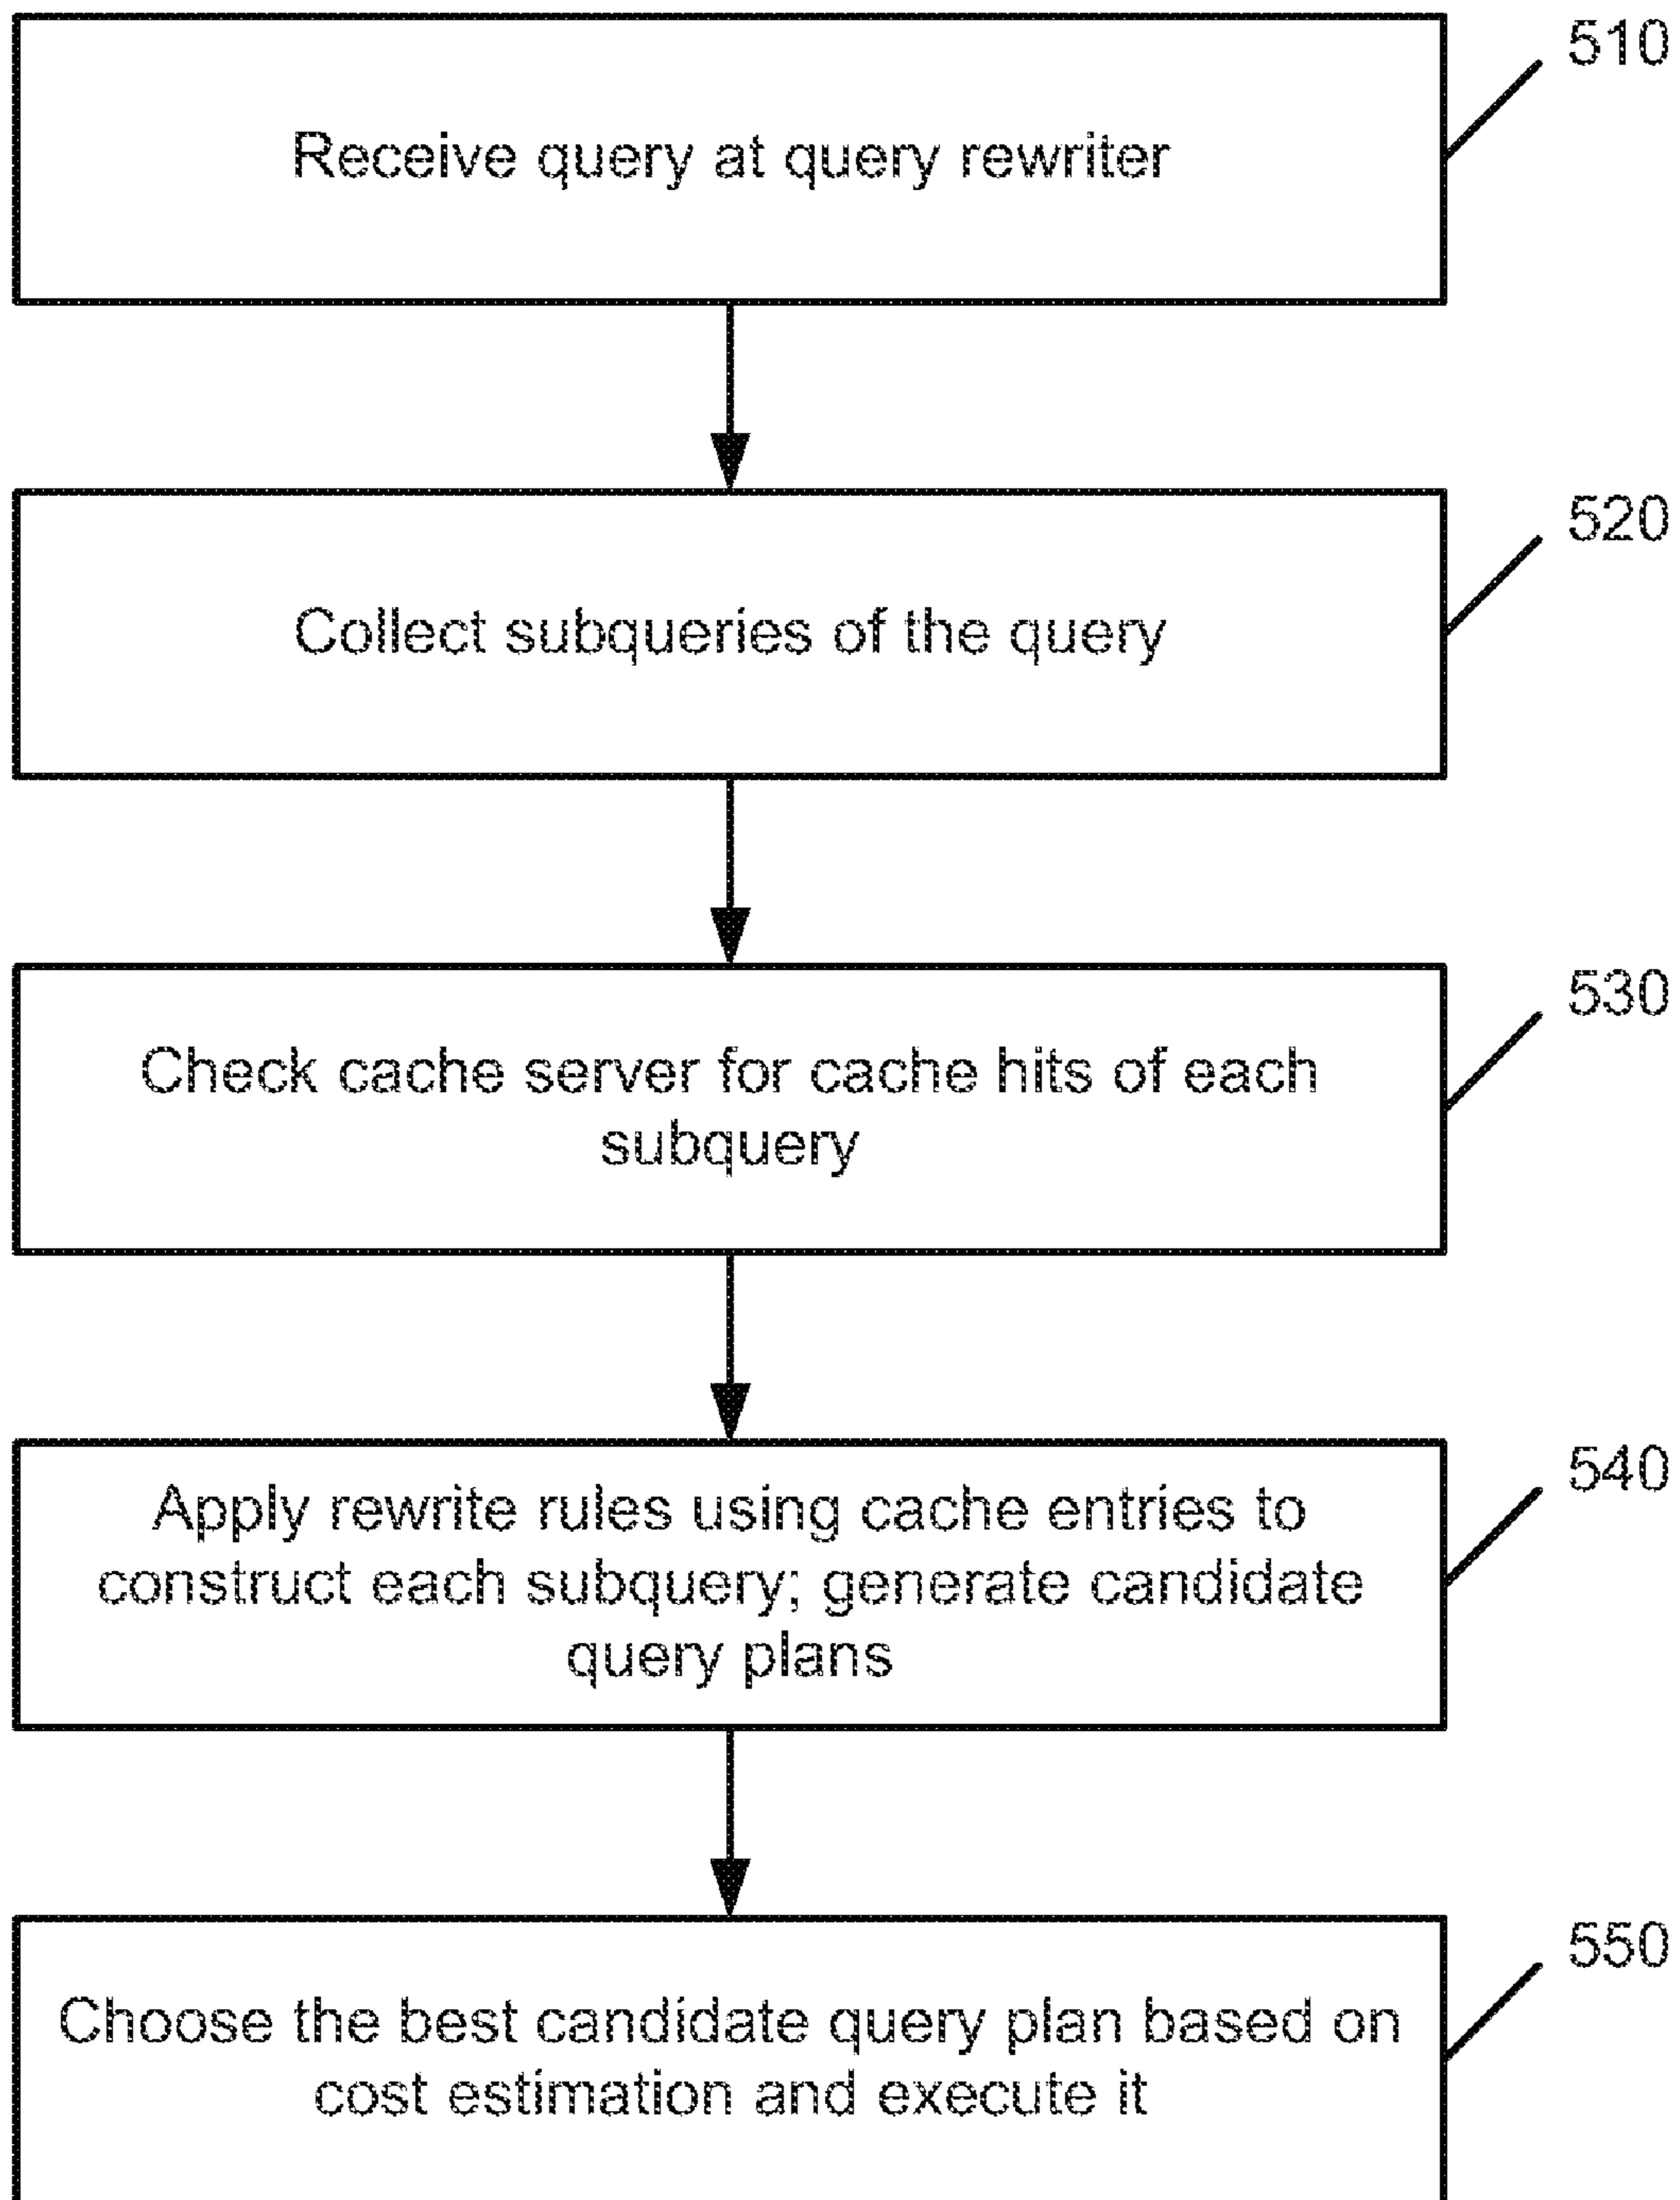 510
Receive query at query rewriter
520
Collect subqueries of the query
530
Check cache server for cache hits of each
subquery
540
Apply rewrite rules using cache entries to
construct each subquery; generate candidate
query plans
550
Choose the best candidate query plan based on
cost estimation and execute it